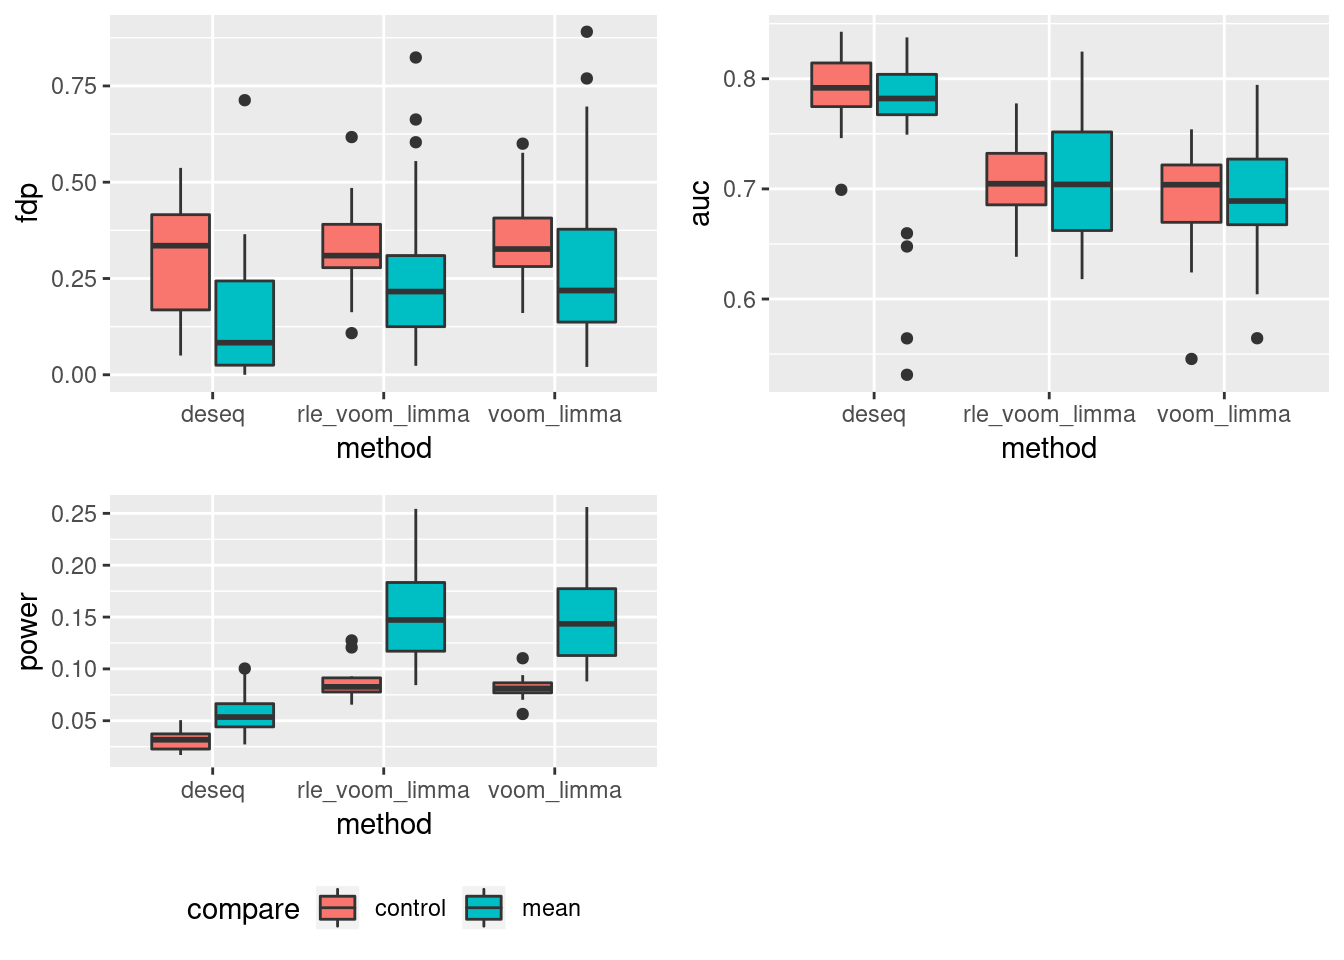 fdp
0.75
0.50
0.25
0.00
deseq rle_voom_limma voom_limma
method
auc
0.8
0.7
0.6
deseq rle_voom_limma voom_limma
method
power
0.25
0.20
0.15
0.10
0.05
deseq rle_voom_limma voom_limma
method
compare control mean